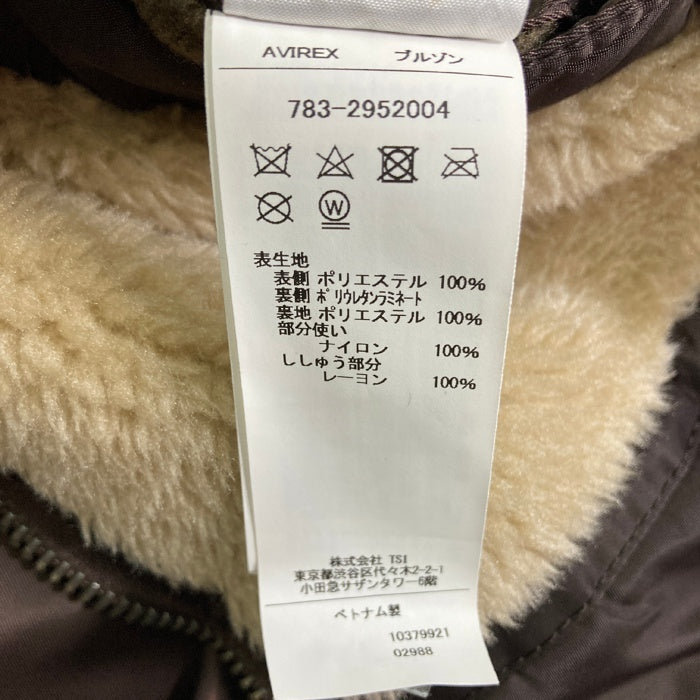 AVIREX ブルゾン
783-2952004
W
表生地
表側 ポリエステル 100%
裏側 ポリウレタンラミネート
裏地 ポリエステル 100%
部分使い
ナイロン 100%
ししゅう部分
レーヨン 100%
株式会社 TSI
東京都渋谷区代々木2-2-1
小田急サザンタワー6階
ベトナム製
10379921
02988